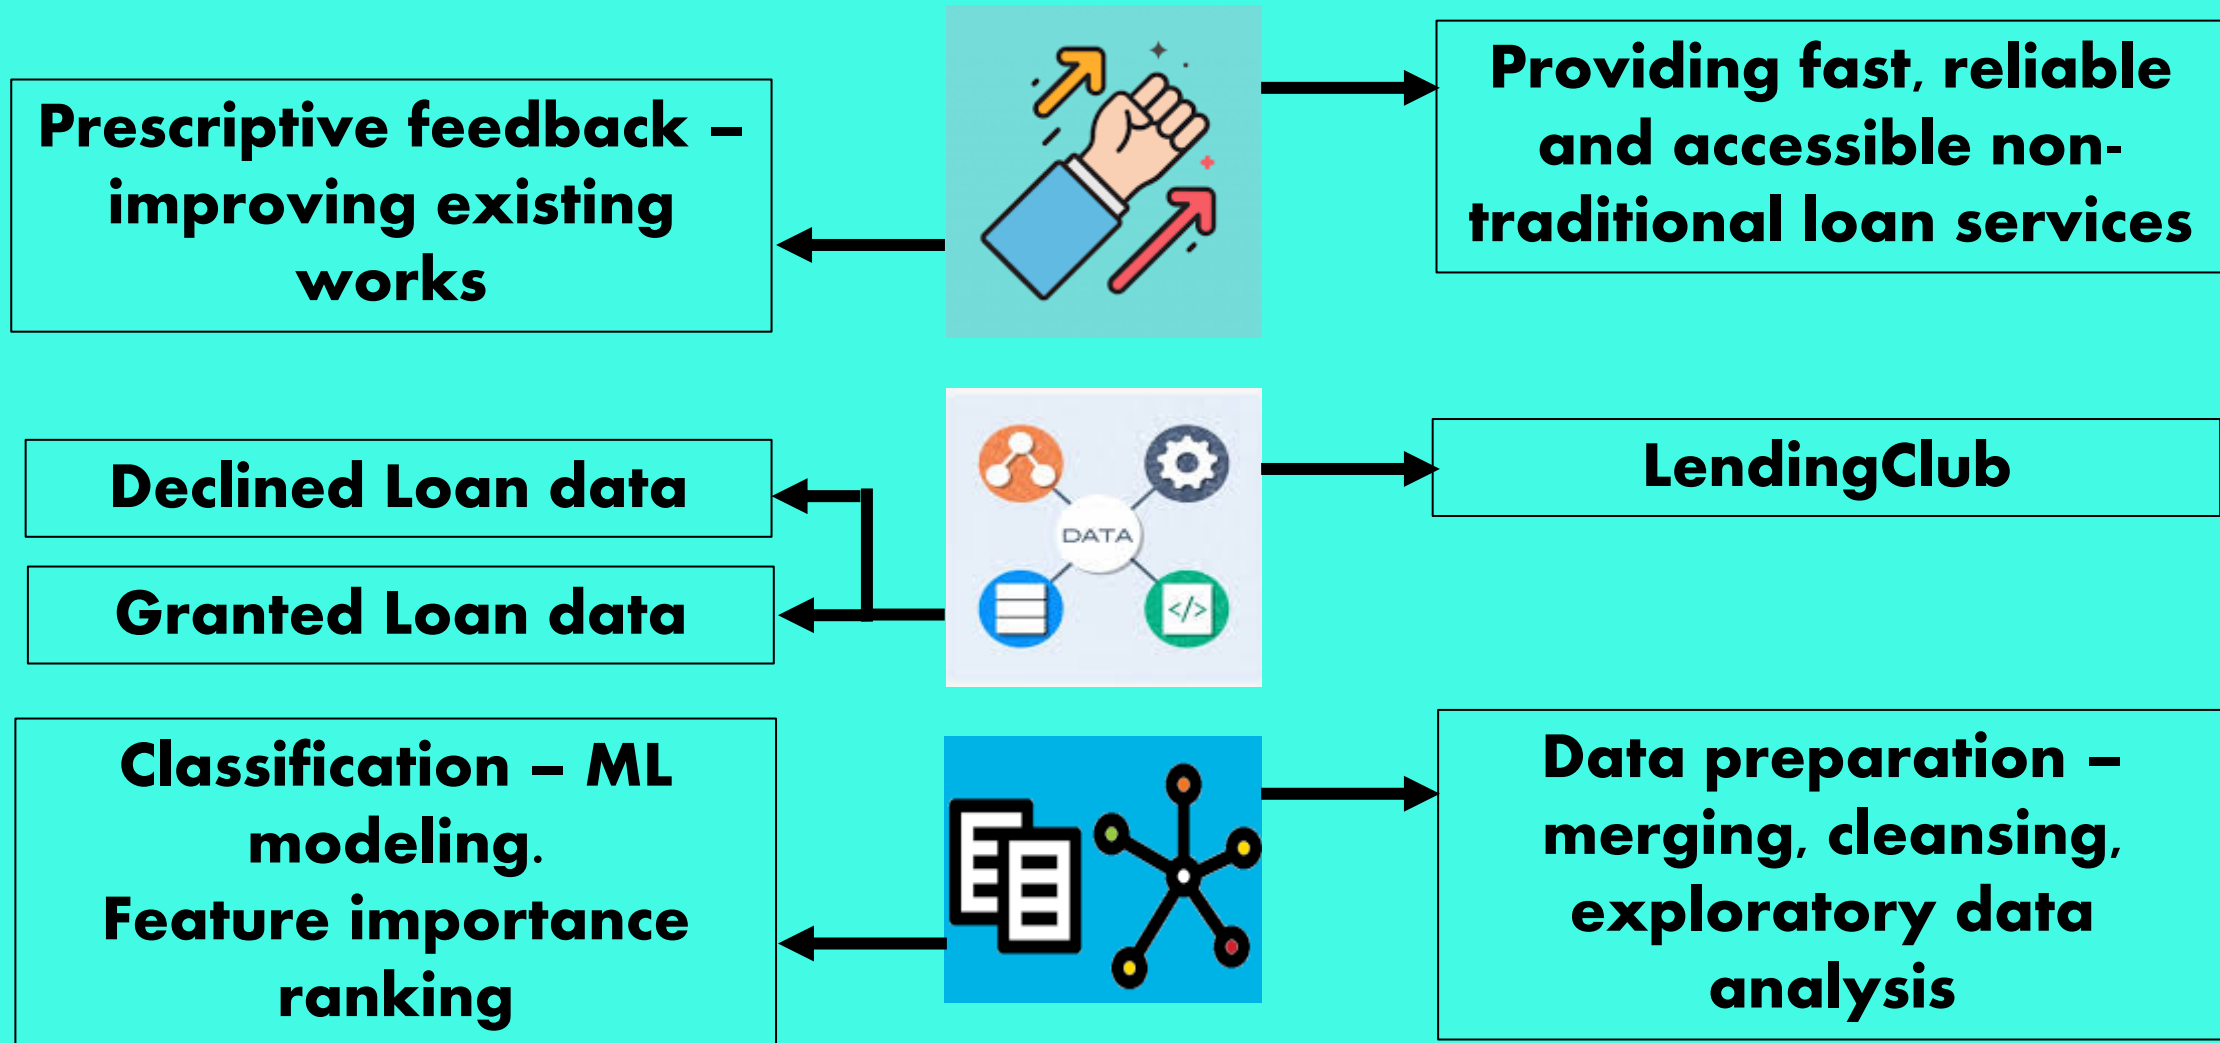 Prescriptive feedback –
improving existing
works
Providing fast, reliable
and accessible non-
traditional loan services
Declined Loan data
Granted Loan data
DATA
</>
LendingClub
Classification – ML
modeling.
Feature importance
ranking
Data preparation –
merging, cleansing,
exploratory data
analysis